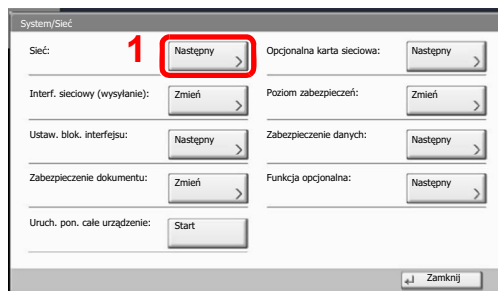 System/Sieć
Sieć:
1
Następny
Opcjonalna karta sieciowa:
Następny
Interf. sieciowy (wysyłanie):
Zmień
Poziom zabezpieczeń:
Zmień
Ustaw. blok. interfejsu:
Następny
Zabezpieczenie danych:
Następny
Zabezpieczenie dokumentu:
Zmień
Funkcja opcjonalna:
Następny
Uruch. pon. całe urządzenie:
Start
Zamknij